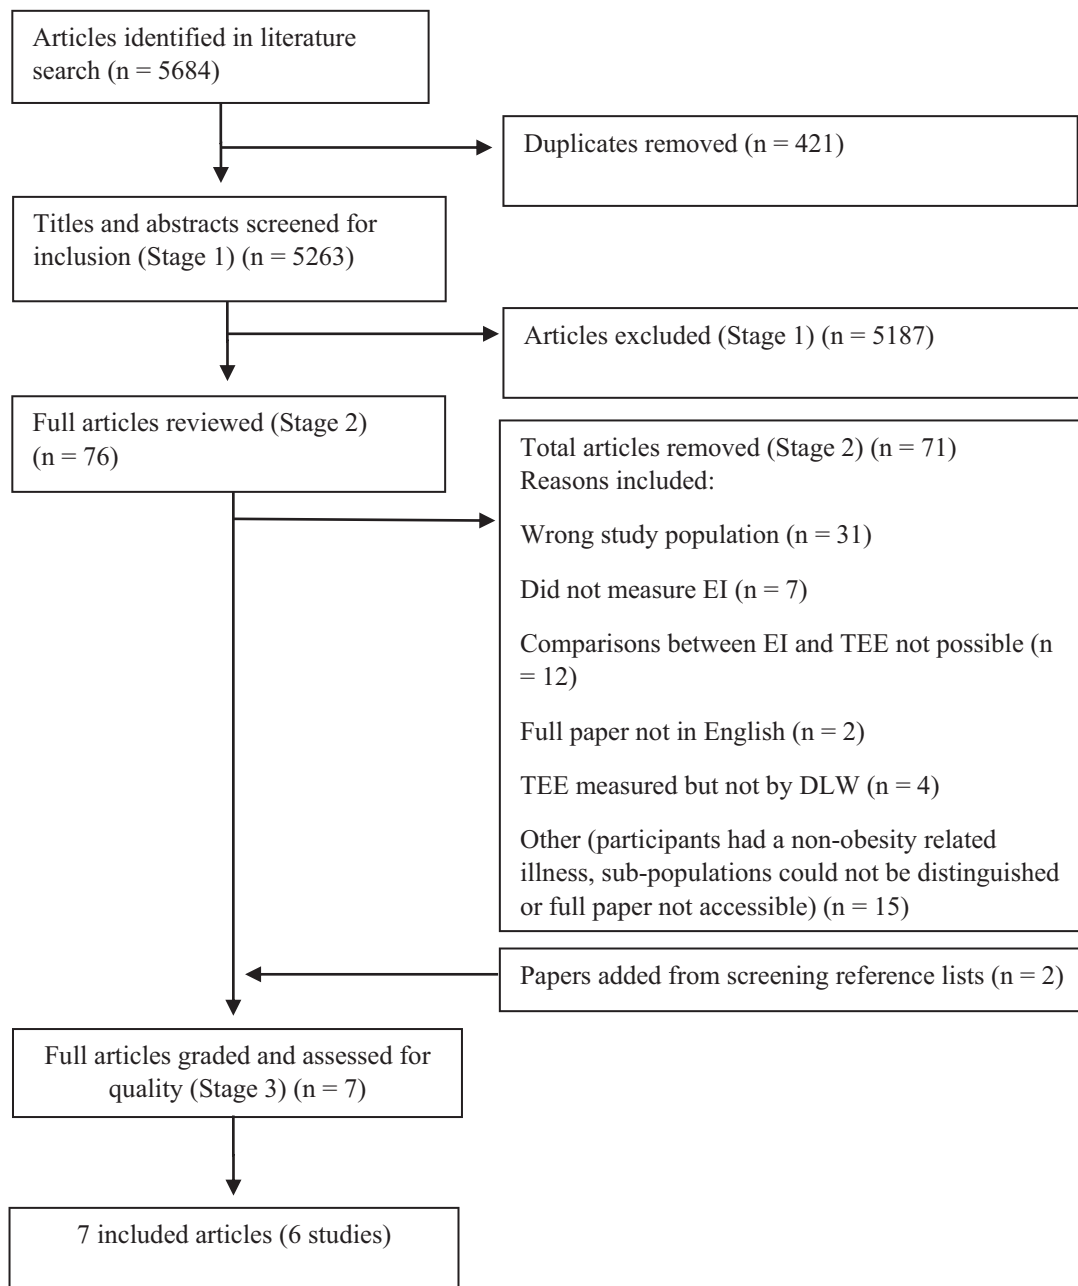 Articles identified in literature
search (n = 5684)
Duplicates removed (n = 421)
Titles and abstracts screened for
inclusion (Stage 1) (n = 5263)
Articles excluded (Stage 1) (n = 5187)
Full articles reviewed (Stage 2)
(n = 76)
Total articles removed (Stage 2) (n = 71)
Reasons included:
Wrong study population (n = 31)
Did not measure EI (n = 7)
Comparisons between EI and TEE not possible (n
= 12)
Full paper not in English (n = 2)
TEE measured but not by DLW (n = 4)
Other (participants had a non-obesity related
illness, sub-populations could not be distinguished
or full paper not accessible) (n = 15)
Papers added from screening reference lists (n = 2)
Full articles graded and assessed for
quality (Stage 3) (n = 7)
7 included articles (6 studies)